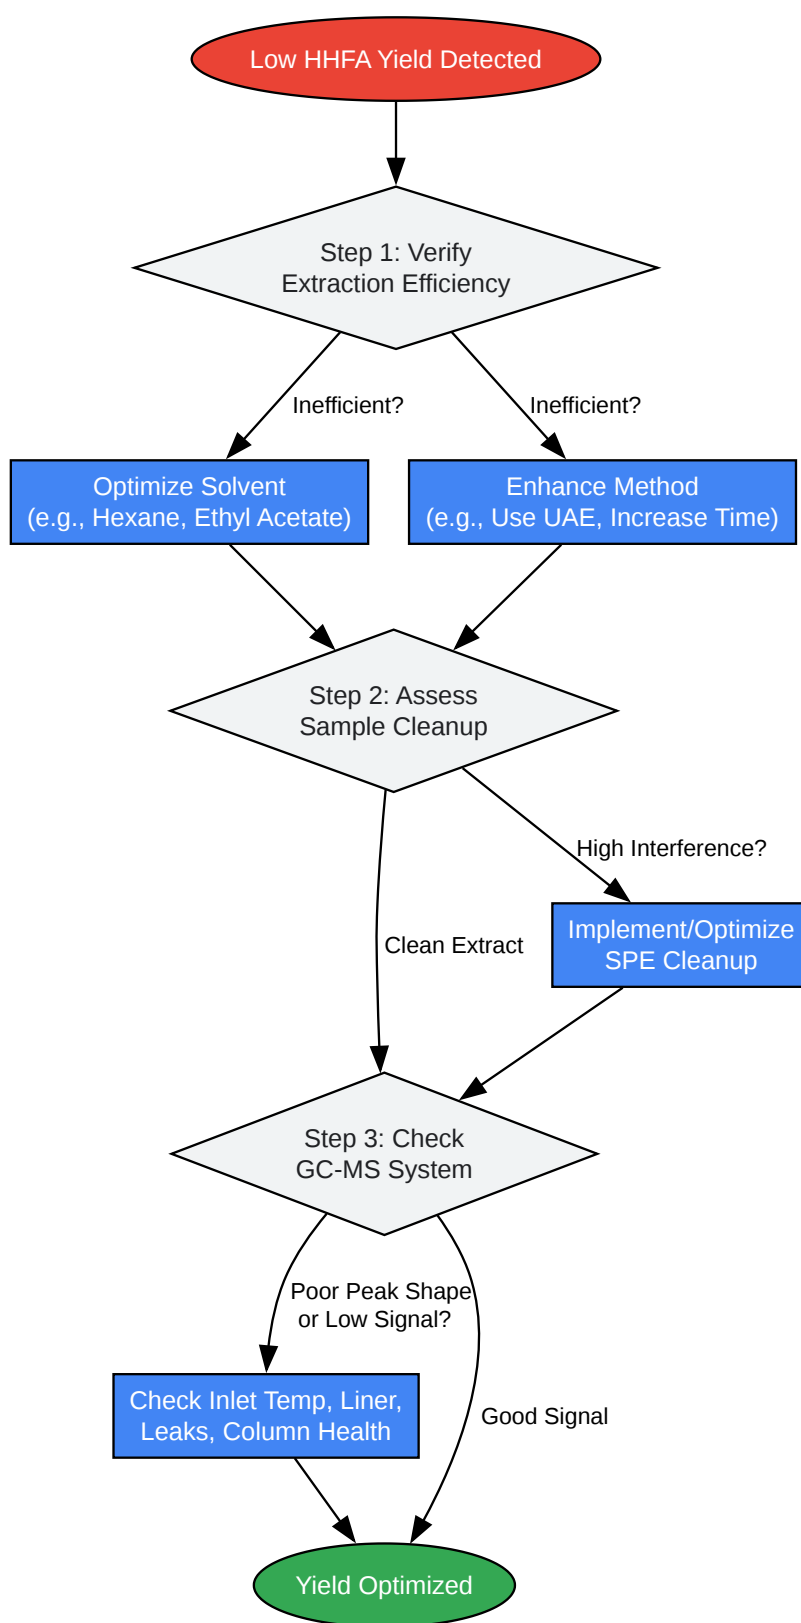 Low HHFA Yield Detected
Step 1: Verify
Extraction Efficiency
Inefficient?
Inefficient?
Optimize Solvent
(e.g., Hexane, Ethyl Acetate)
Enhance Method
(e.g., Use UAE, Increase Time)
Step 2: Assess
Sample Cleanup
High Interference?
Clean Extract
Implement/Optimize
SPE Cleanup
Step 3: Check
GC-MS System
Poor Peak Shape
or Low Signal?
Check Inlet Temp, Liner,
Leaks, Column Health
Good Signal
Yield Optimized